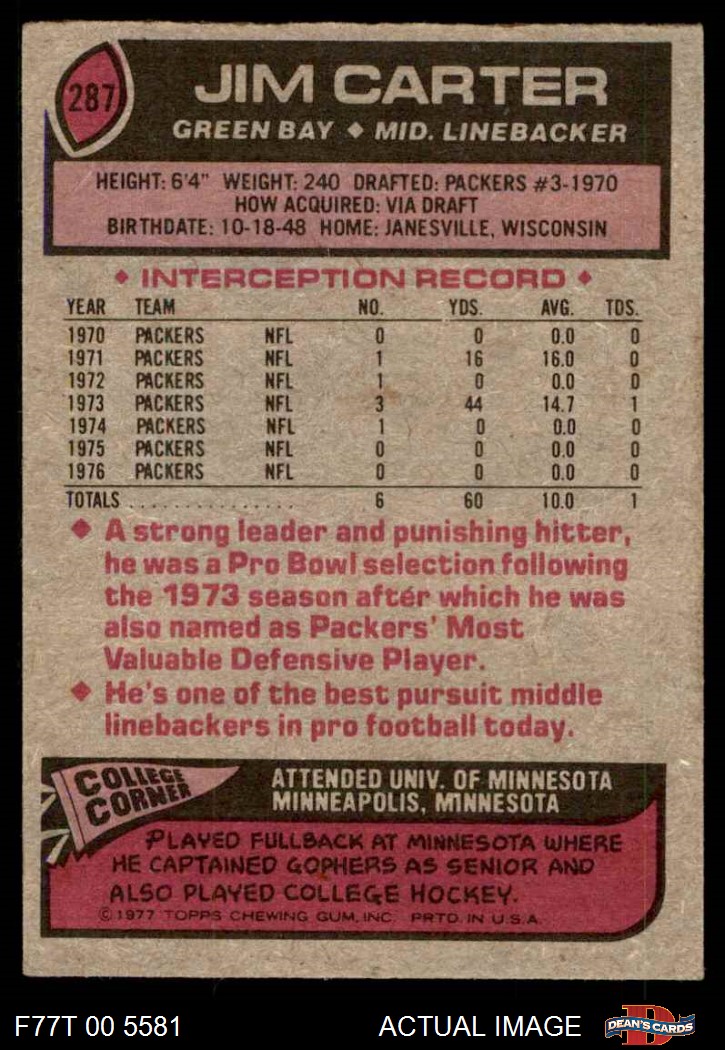 287
JIM CARTER
GREEN BAY ◆ MID. LINEBACKER
HEIGHT: 6'4" WEIGHT: 240 DRAFTED: PACKERS #3-1970
HOW ACQUIRED: VIA DRAFT
BIRTHDATE: 10-18-48 HOME: JANESVILLE, WISCONSIN
◆ INTERCEPTION RECORD ◆
YEAR TEAM NO. YDS. AVG. TDS.
1970 PACKERS NFL 0 0 0.0 0
1971 PACKERS NFL 1 16 16.0 0
1972 PACKERS NFL 1 0 0.0 0
1973 PACKERS NFL 3 44 14.7 1
1974 PACKERS NFL 1 0 0.0 0
1975 PACKERS NFL 0 0 0.0 0
1976 PACKERS NFL 0 0 0.0 0
TOTALS . . . . . . . . . . . . . . . 6 60 10.0 1
◆ A strong leader and punishing hitter,
he was a Pro Bowl selection following
the 1973 season after which he was
also named as Packers' Most
Valuable Defensive Player.
◆ He's one of the best pursuit middle
linebackers in pro football today.
COLLEGE
CORNER
ATTENDED UNIV. OF MINNESOTA
MINNEAPOLIS, MINNESOTA
PLAYED FULLBACK AT MINNESOTA WHERE
HE CAPTAINED GOPHERS AS SENIOR AND
ALSO PLAYED COLLEGE HOCKEY.
© 1977 TOPPS CHEWING GUM, INC. PRTD. IN U.S.A.
F77T 00 5581 ACTUAL IMAGE
D
DEAN'S CARDS